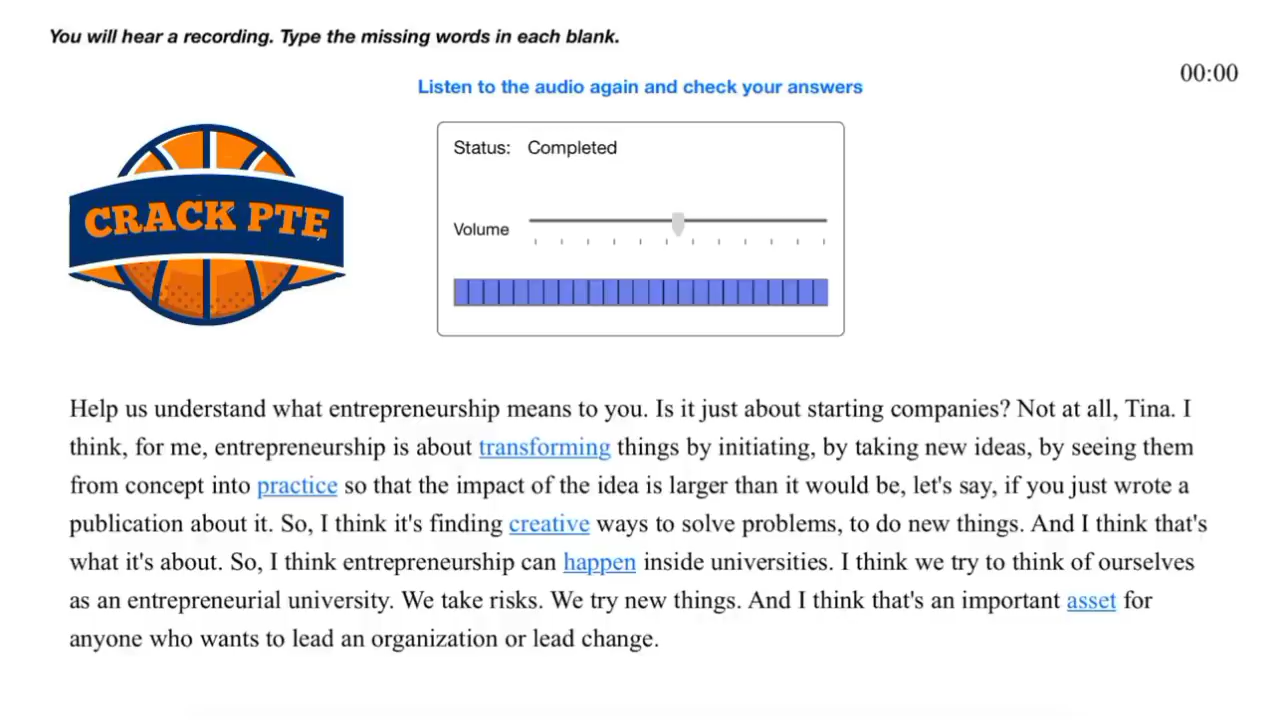 You will hear a recording. Type the missing words in each blank.
00:00
Listen to the audio again and check your answers
Status: Completed
CRACK PTE
Volume
Help us understand what entrepreneurship means to you. Is it just about starting companies? Not at all, Tina. I
think, for me, entrepreneurship is about transforming things by initiating, by taking new ideas, by seeing them
from concept into practice so that the impact of the idea is larger than it would be, let's say, if you just wrote a
publication about it. So, I think it's finding creative ways to solve problems, to do new things. And I think that's
what it's about. So, I think entrepreneurship can happen inside universities. I think we try to think of ourselves
as an entrepreneurial university. We take risks. We try new things. And I think that's an important asset for
anyone who wants to lead an organization or lead change.